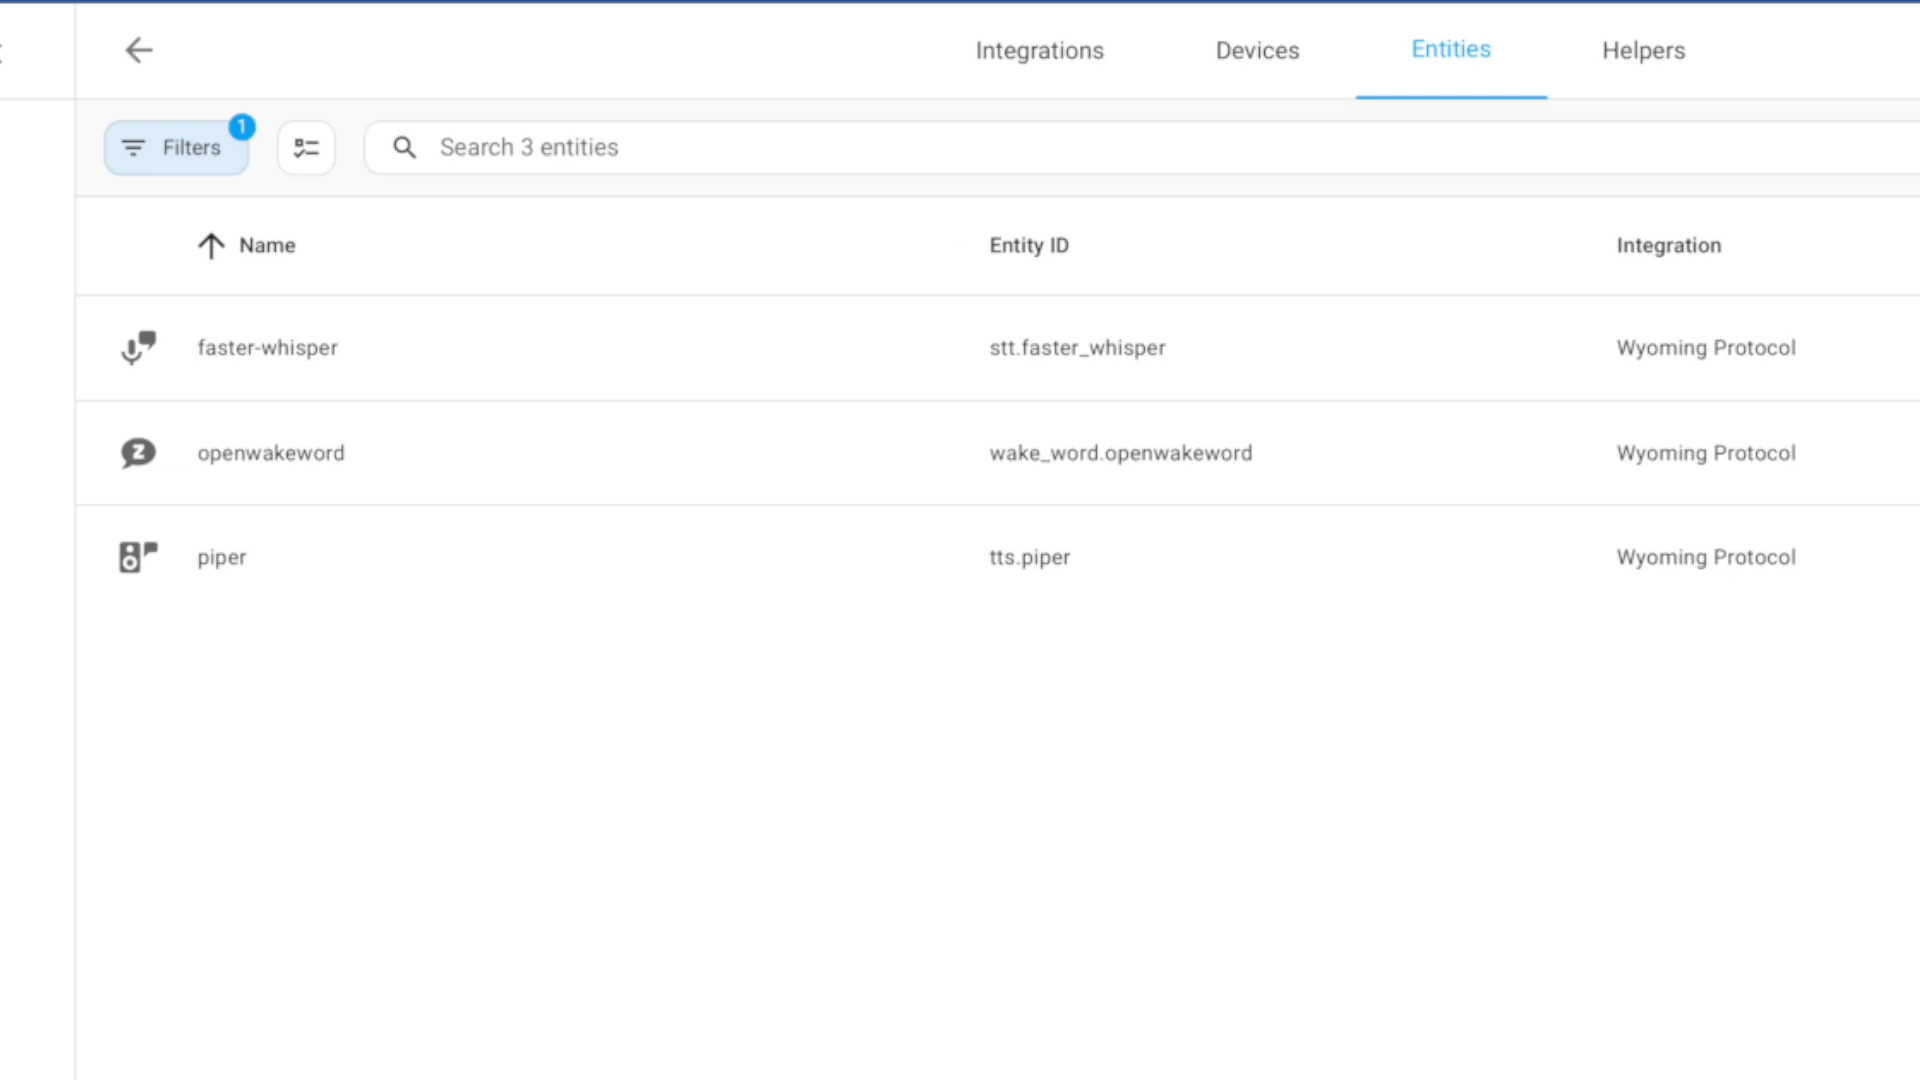 Integrations Devices Entities Helpers
Filters 1 Search 3 entities
Name Entity ID Integration
faster-whisper stt.faster_whisper Wyoming Protocol
openwakeword wake_word.openwakeword Wyoming Protocol
piper tts.piper Wyoming Protocol